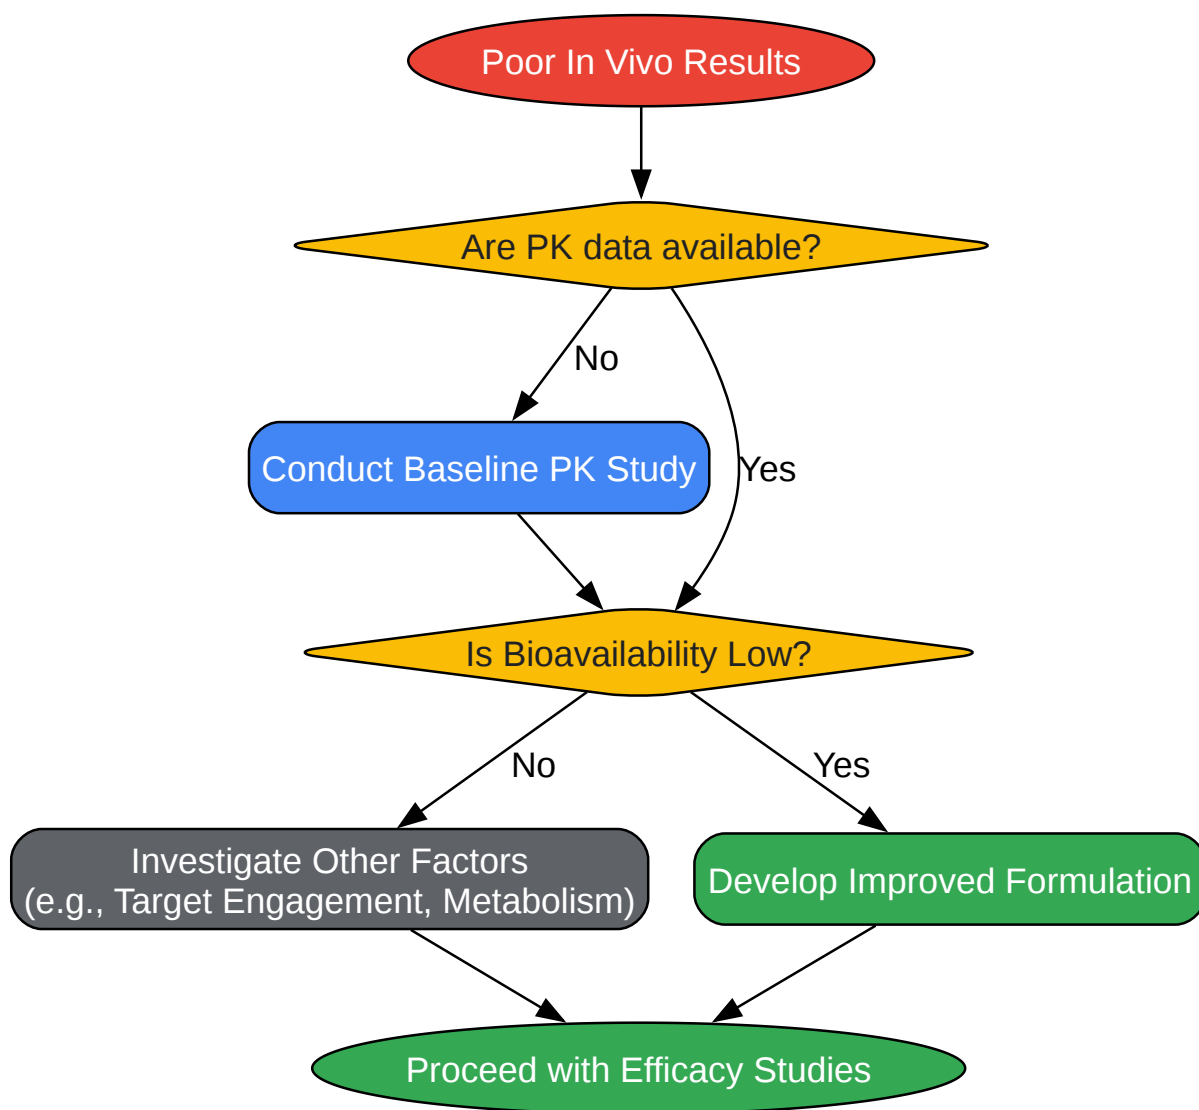 Poor In Vivo Results
Are PK data available?
No
Conduct Baseline PK Study
Yes
Is Bioavailability Low?
No
Yes
Investigate Other Factors
(e.g., Target Engagement, Metabolism)
Develop Improved Formulation
Proceed with Efficacy Studies